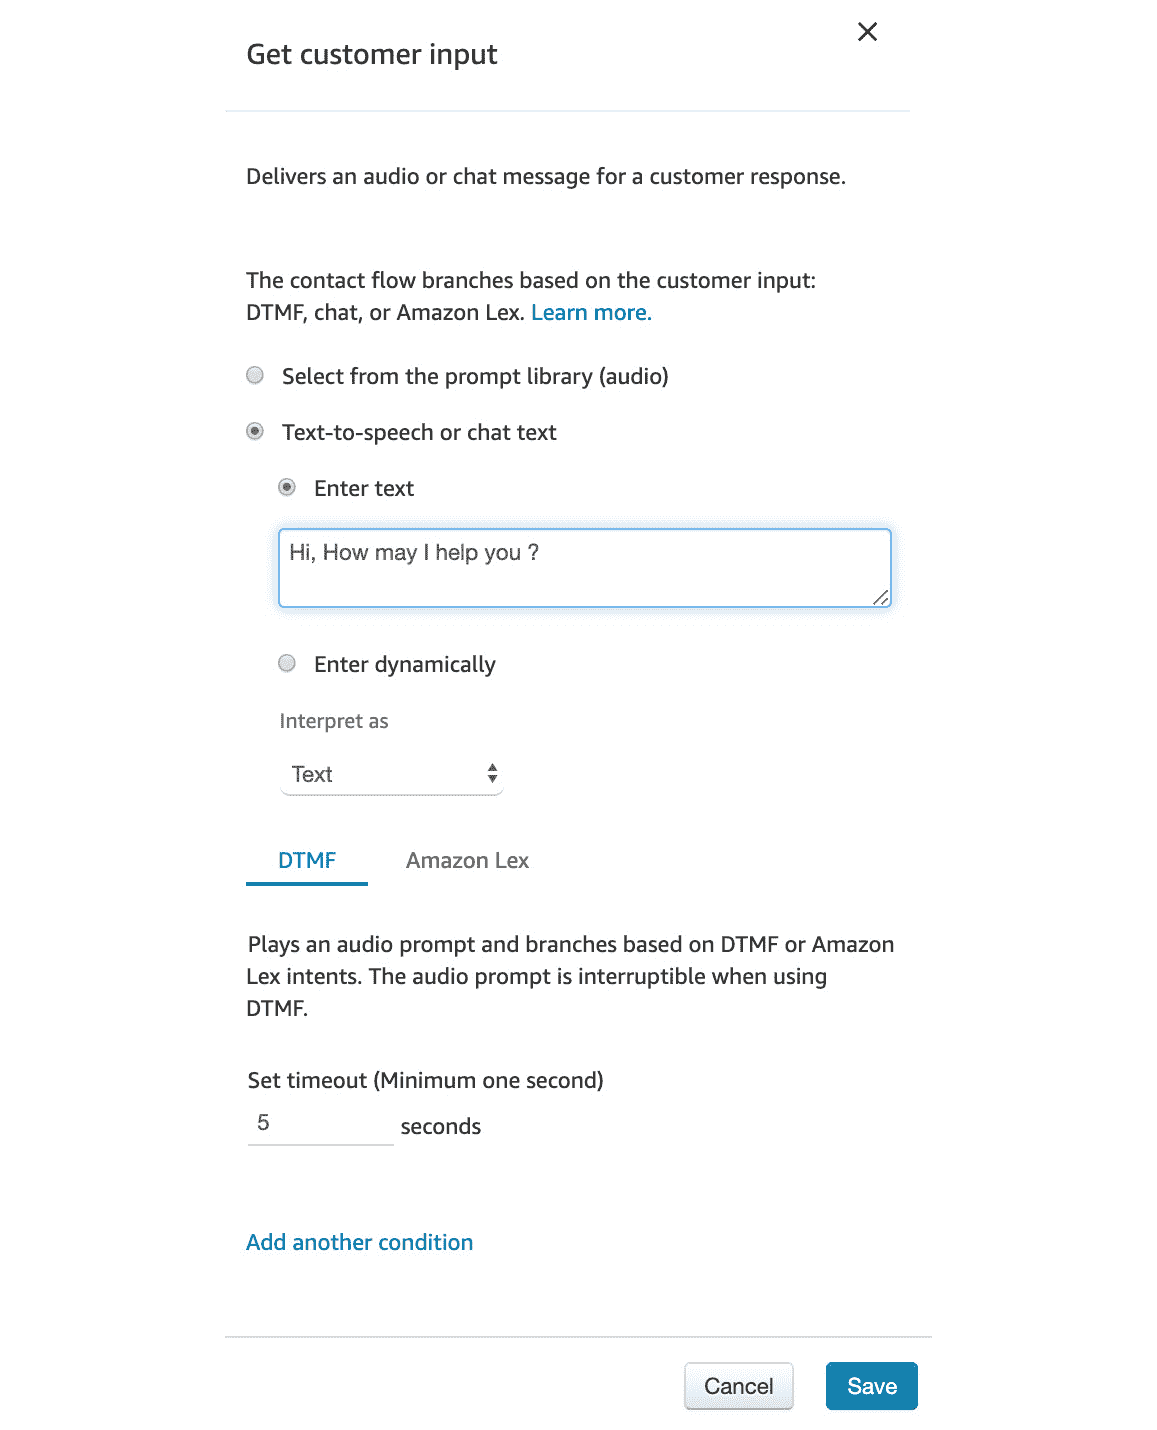 Get customer input
Delivers an audio or chat message for a customer response.
The contact flow branches based on the customer input:
DTMF, chat, or Amazon Lex. Learn more.
Select from the prompt library (audio)
Text-to-speech or chat text
Enter text
Hi, How may I help you ?
Enter dynamically
Interpret as
Text
DTMF Amazon Lex
Plays an audio prompt and branches based on DTMF or Amazon
Lex intents. The audio prompt is interruptible when using
DTMF.
Set timeout (Minimum one second)
5 seconds
Add another condition
Cancel Save